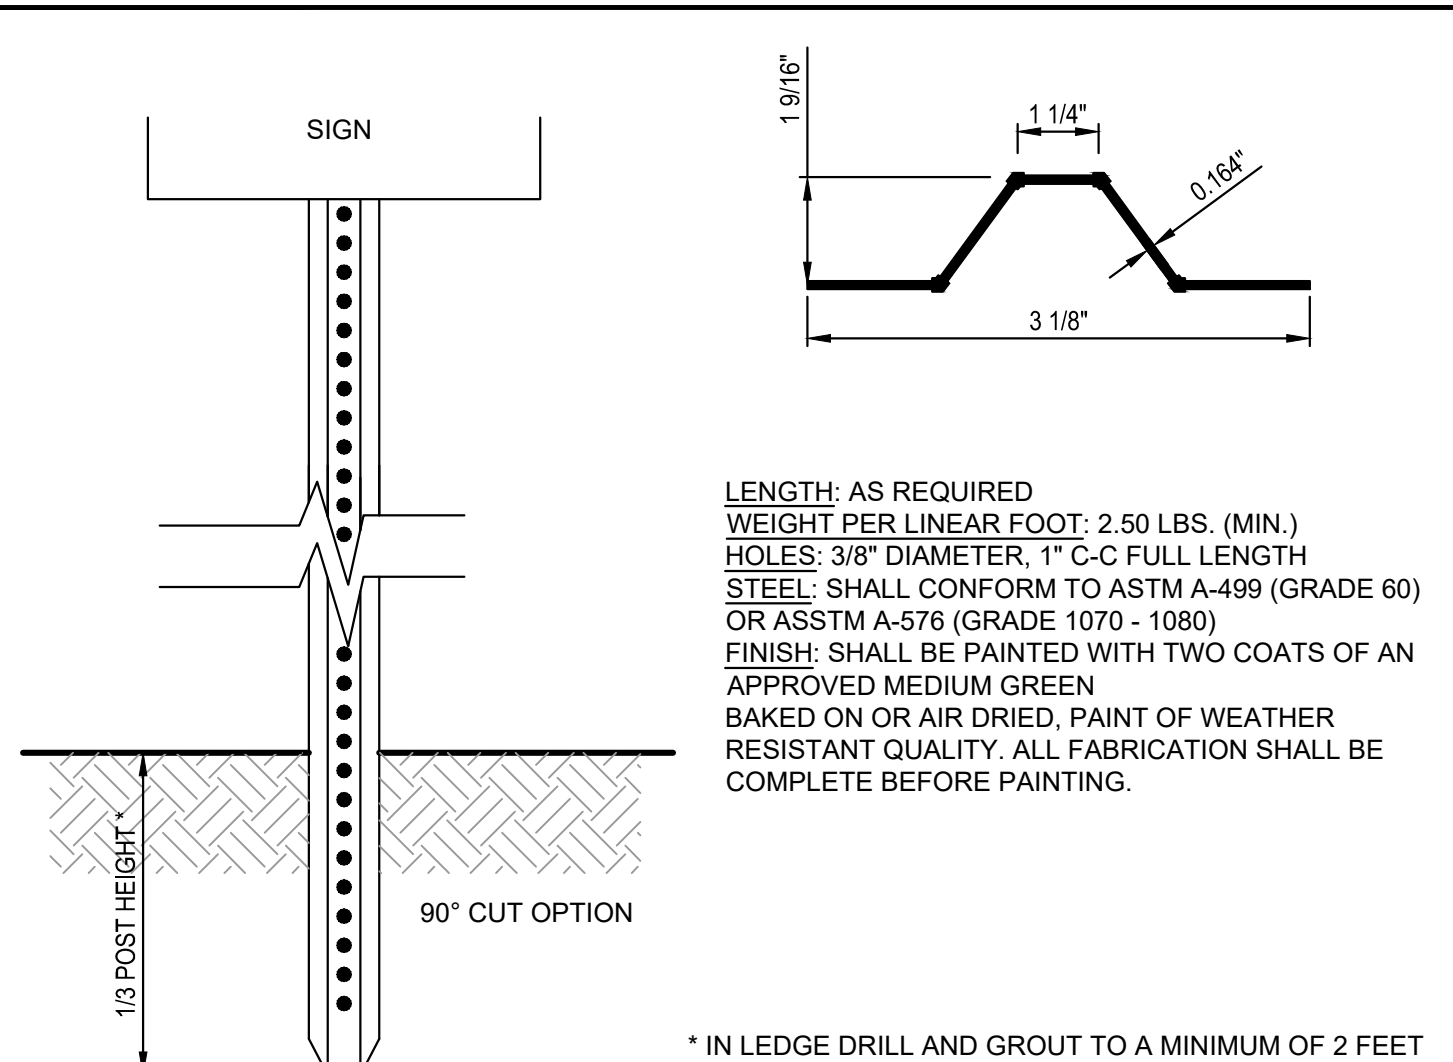 SIGN
1 9/16"
1 1/4"
0.164"
3 1/8"
LENGTH: AS REQUIRED
WEIGHT PER LINEAR FOOT: 2.50 LBS. (MIN.)
HOLES: 3/8" DIAMETER, 1" C-C FULL LENGTH
STEEL: SHALL CONFORM TO ASTM A-499 (GRADE 60)
OR ASSTM A-576 (GRADE 1070 - 1080)
FINISH: SHALL BE PAINTED WITH TWO COATS OF AN
APPROVED MEDIUM GREEN
BAKED ON OR AIR DRIED, PAINT OF WEATHER
RESISTANT QUALITY. ALL FABRICATION SHALL BE
COMPLETE BEFORE PAINTING.
1/3 POST HEIGHT *
90° CUT OPTION
* IN LEDGE DRILL AND GROUT TO A MINIMUM OF 2 FEET